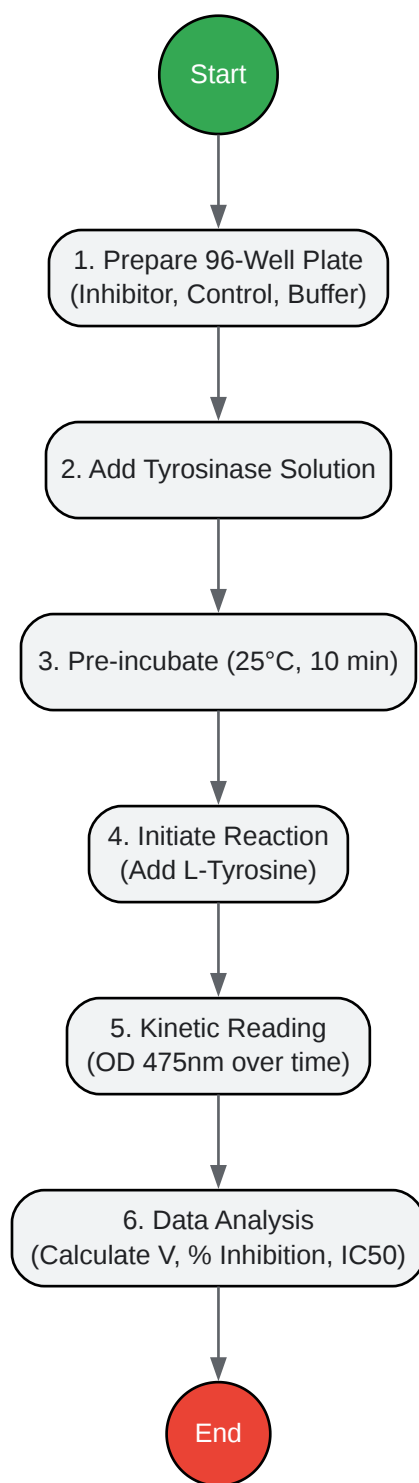 Start
1. Prepare 96-Well Plate
(Inhibitor, Control, Buffer)
2. Add Tyrosinase Solution
3. Pre-incubate (25°C, 10 min)
4. Initiate Reaction
(Add L-Tyrosine)
5. Kinetic Reading
(OD 475nm over time)
6. Data Analysis
(Calculate V, % Inhibition, IC50)
End